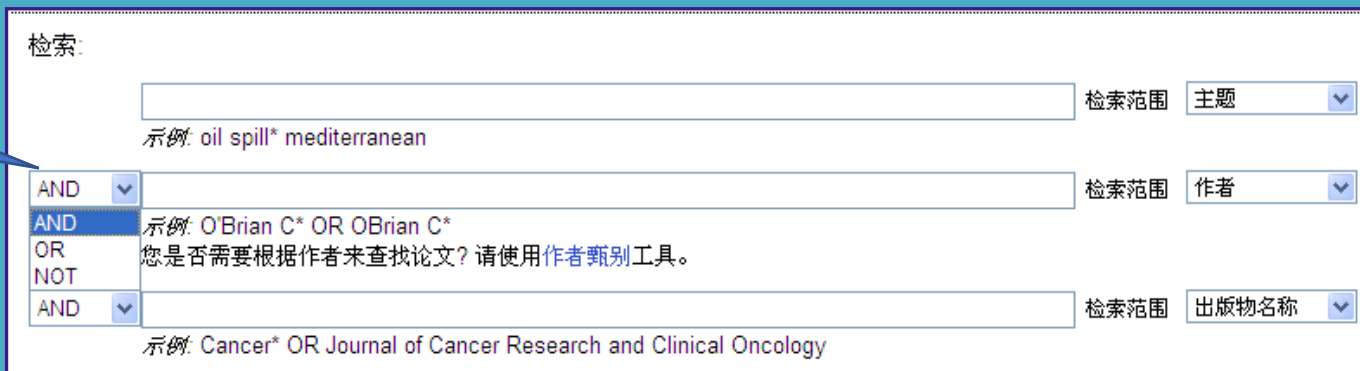 检索:
检索范围 主题
示例: oil spill* mediterranean
AND 检索范围 作者
AND 示例: O'Brian C* OR OBrian C*
OR 您是否需要根据作者来查找论文? 请使用作者甄别工具。
NOT
AND 检索范围 出版物名称
示例: Cancer* OR Journal of Cancer Research and Clinical Oncology